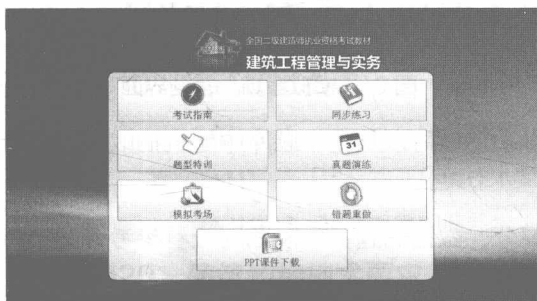 全国二级建造师执业资格考试教材
建筑工程管理与实务
考试指南
同步练习
题型特训
31
真题演练
模拟考场
错题重做
PPT课件下载